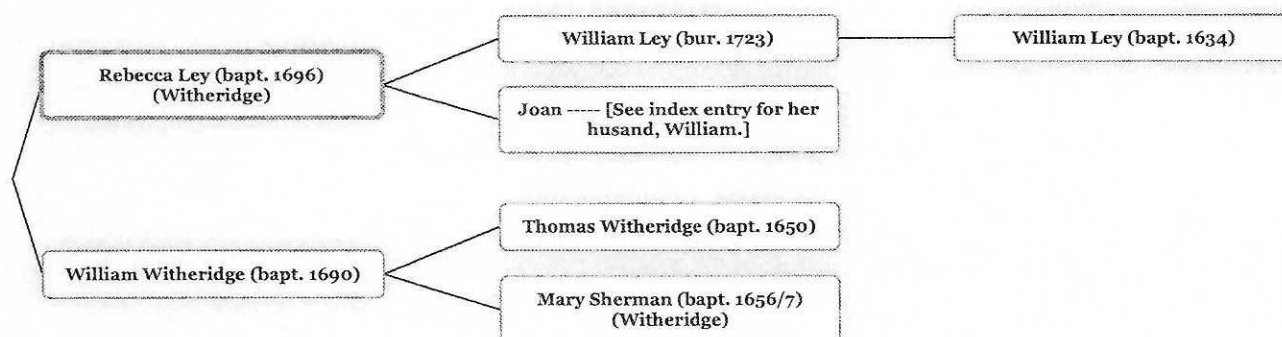 William Ley (bur. 1723)
William Ley (bapt. 1634)
Rebecca Ley (bapt. 1696)
(Witheridge)
Joan ----- [See index entry for her
husand, William.]
Thomas Witheridge (bapt. 1650)
William Witheridge (bapt. 1690)
Mary Sherman (bapt. 1656/7)
(Witheridge)